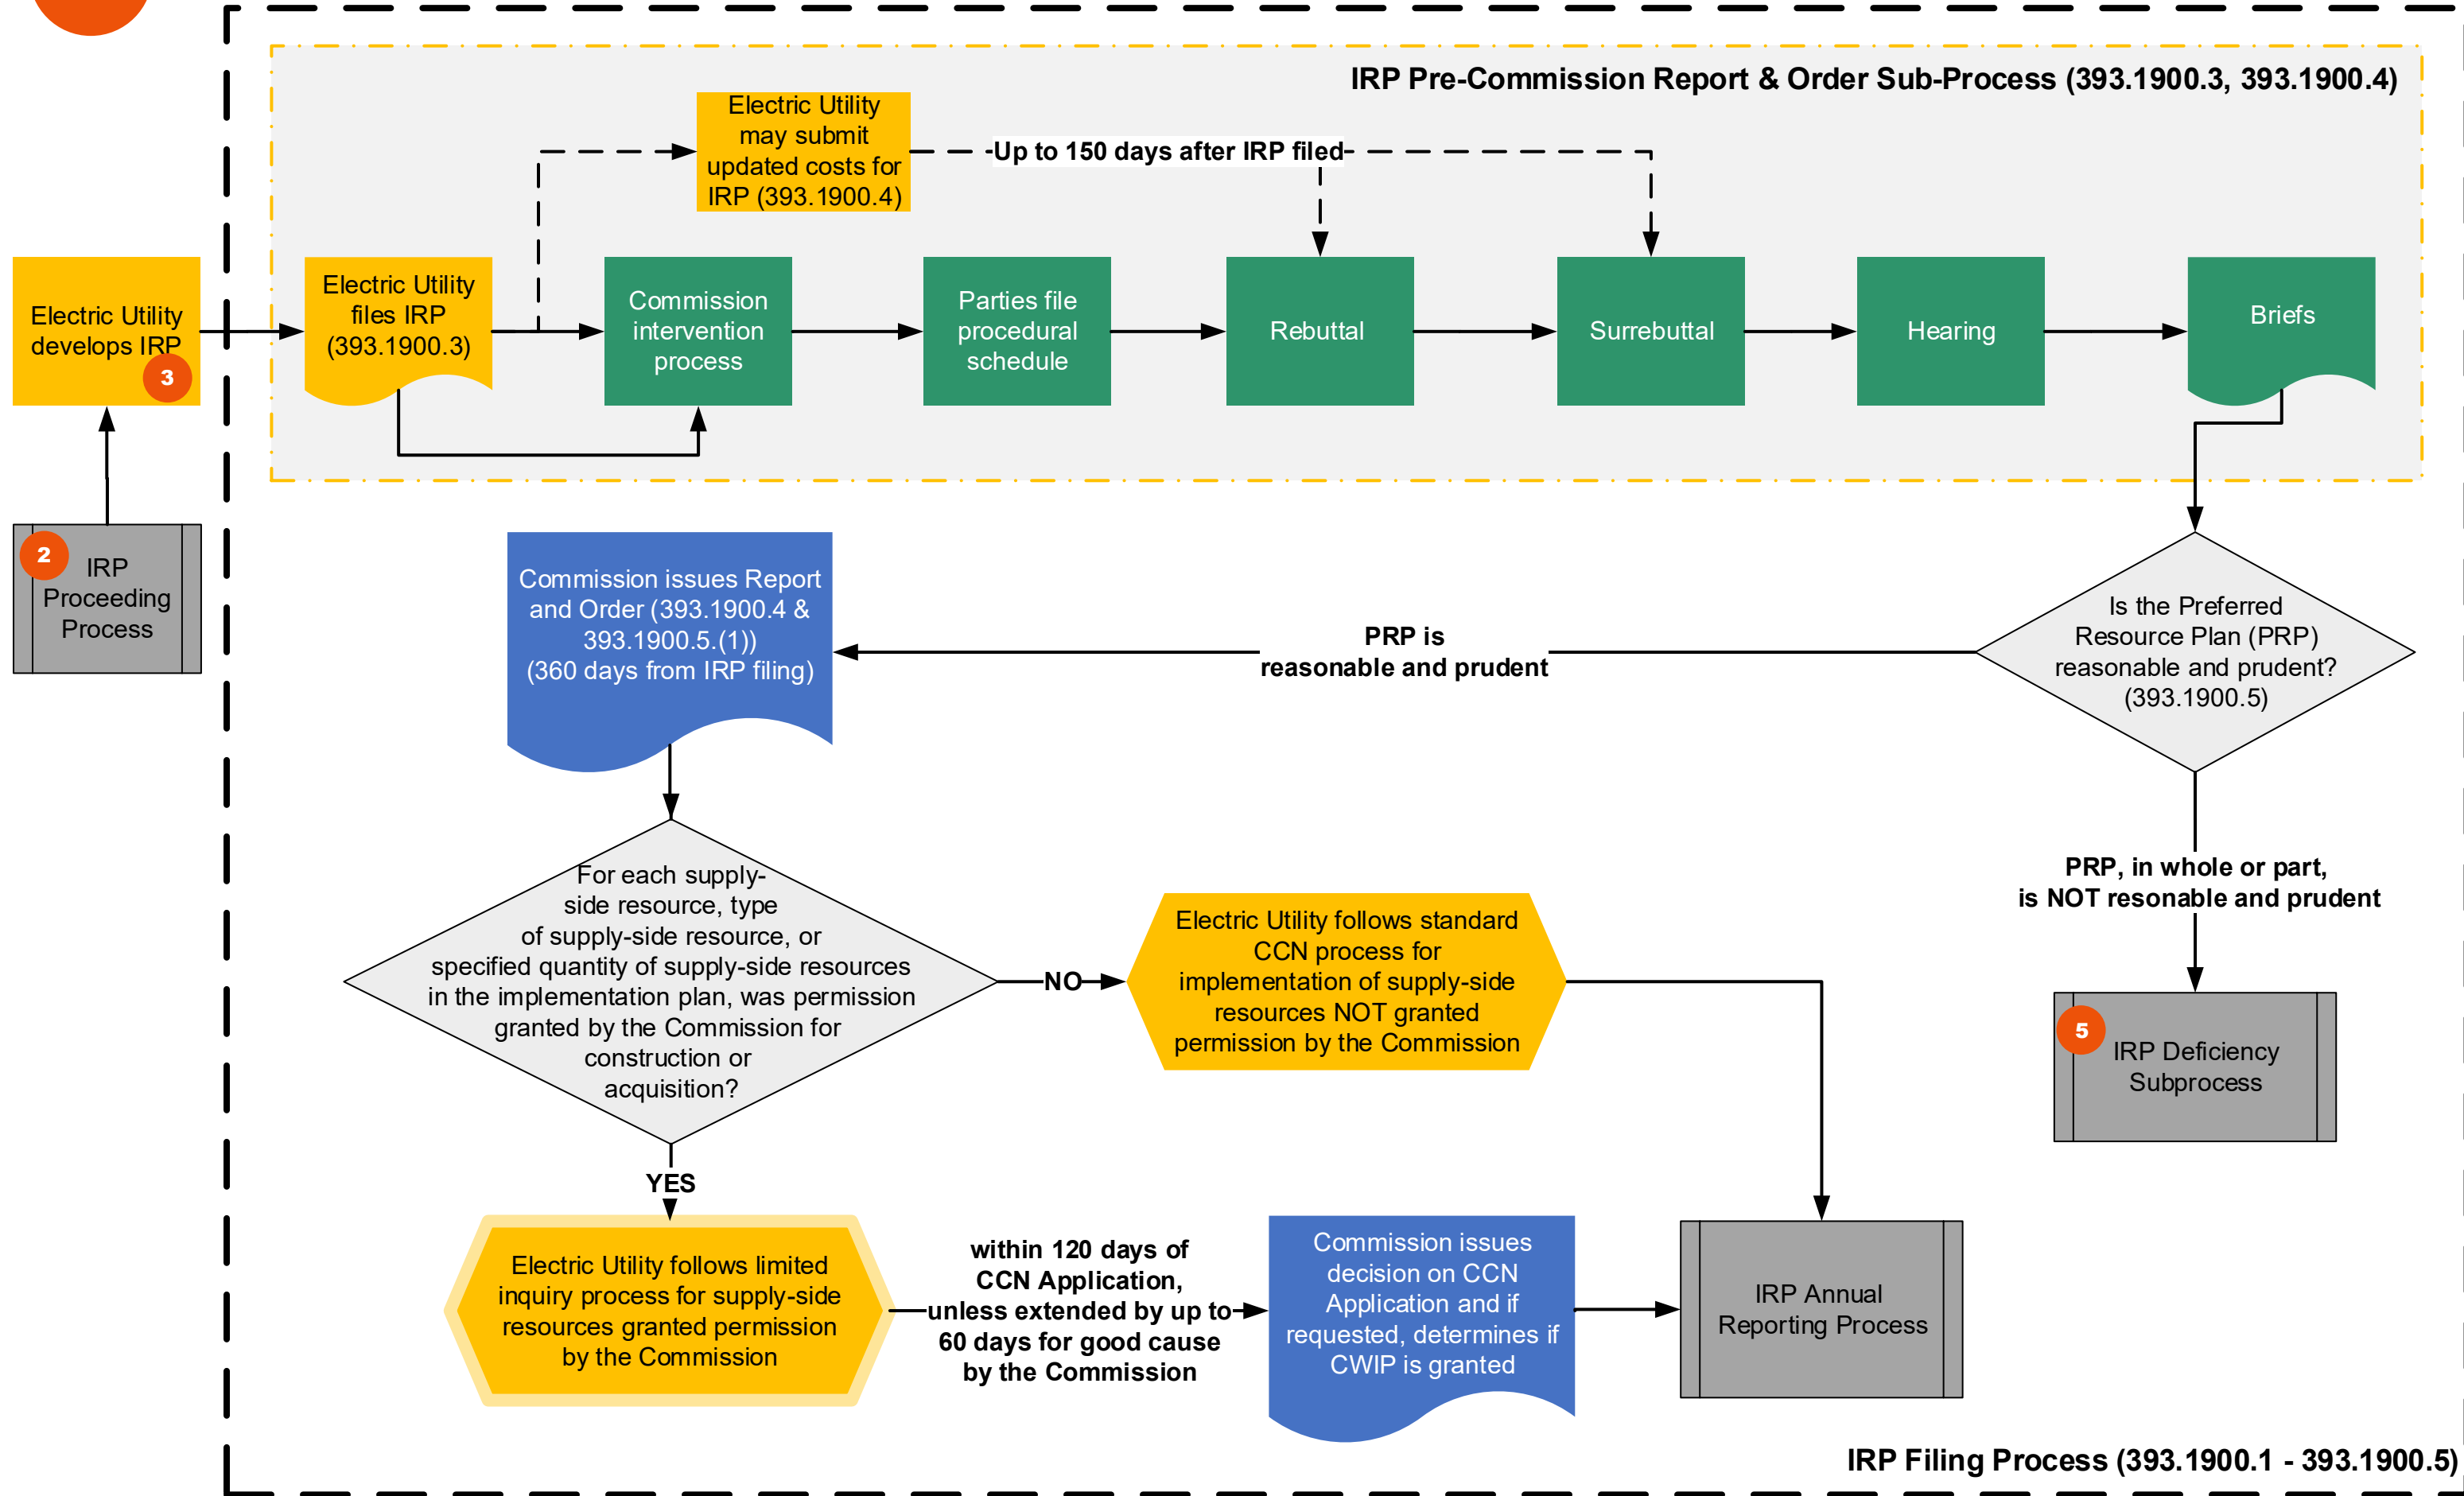 IRP Pre-Commission Report & Order Sub-Process (393.1900.3, 393.1900.4)
Electric Utility
may submit
updated costs for
IRP (393.1900.4)
Up to 150 days after IRP filed
Electric Utility
develops IRP
3
Electric Utility
files IRP
(393.1900.3)
Commission
intervention
process
Parties file
procedural
schedule
Rebuttal
Surrebuttal
Hearing
Briefs
2
IRP
Proceeding
Process
Commission issues Report
and Order (393.1900.4 &
393.1900.5.(1))
(360 days from IRP filing)
PRP is
reasonable and prudent
Is the Preferred
Resource Plan (PRP)
reasonable and prudent?
(393.1900.5)
PRP, in whole or part,
is NOT resonable and prudent
For each supply-
side resource, type
of supply-side resource, or
specified quantity of supply-side resources
in the implementation plan, was permission
granted by the Commission for
construction or
acquisition?
NO
Electric Utility follows standard
CCN process for
implementation of supply-side
resources NOT granted
permission by the Commission
5
IRP Deficiency
Subprocess
YES
Electric Utility follows limited
inquiry process for supply-side
resources granted permission
by the Commission
within 120 days of
CCN Application,
unless extended by up to
60 days for good cause
by the Commission
Commission issues
decision on CCN
Application and if
requested, determines if
CWIP is granted
IRP Annual
Reporting Process
IRP Filing Process (393.1900.1 - 393.1900.5)